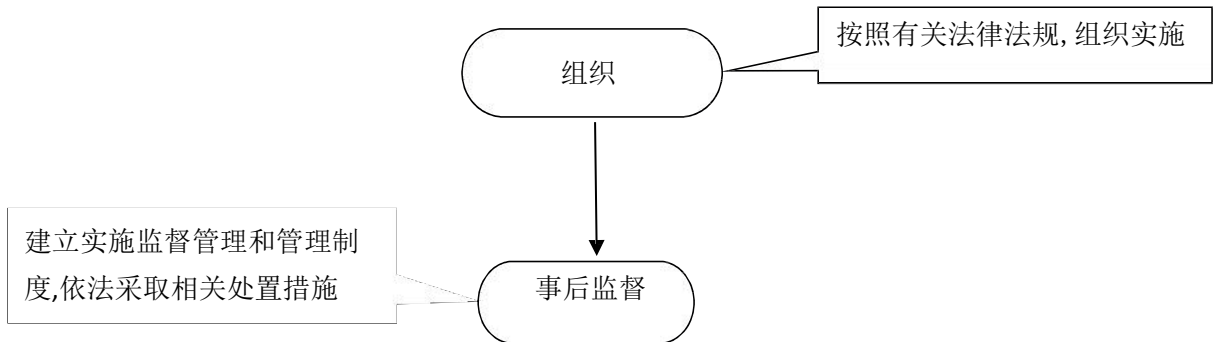 按照有关法律法规, 组织实施
组织
建立实施监督管理和管理制
度,依法采取相关处置措施
事后监督